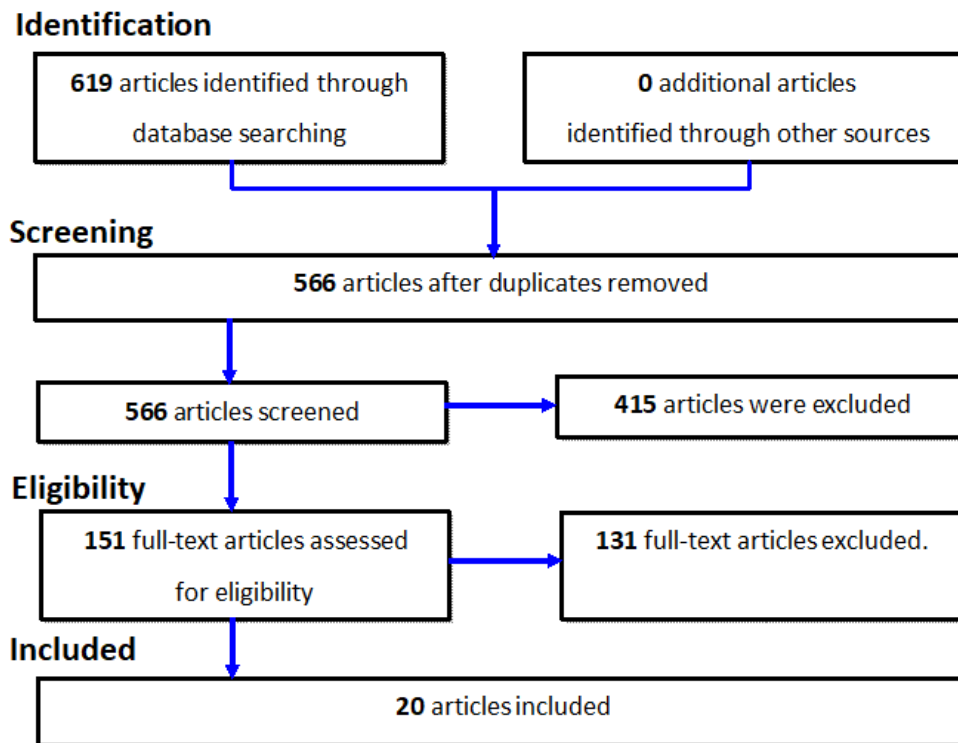 Identification
619 articles identified through
database searching
0 additional articles
identified through other sources
Screening
566 articles after duplicates removed
566 articles screened
415 articles were excluded
Eligibility
151 full-text articles assessed
for eligibility
131 full-text articles excluded.
Included
20 articles included